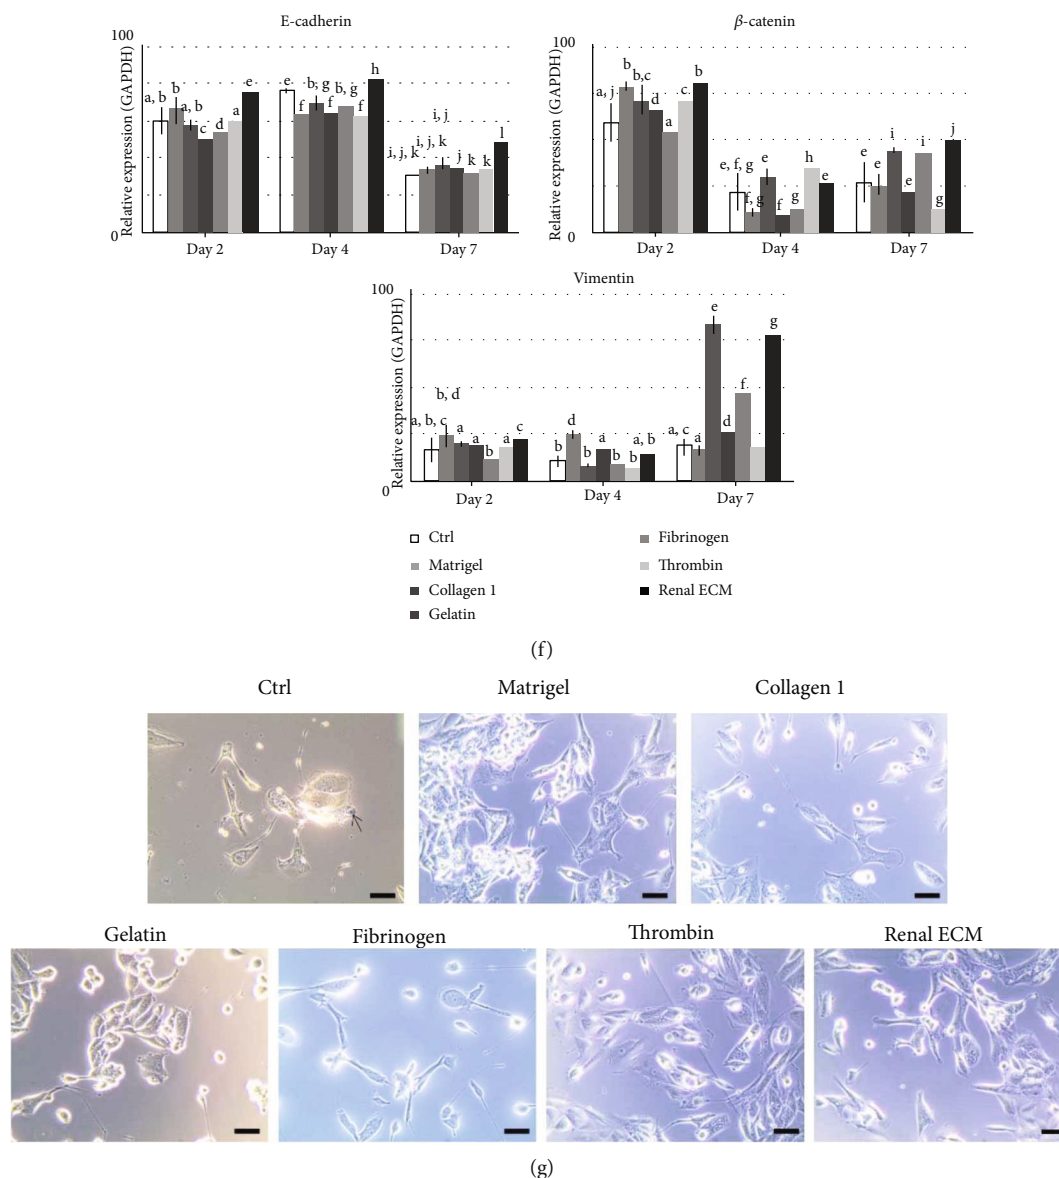 E-cadherin
Relative expression (GAPDH)
100
0
a, b
b
a, b
c
d
a
e
e
f
b, g
f
b, g
f
h
i, j, k
i, j, k
i, j
j
k
k
l
Day 2
Day 4
Day 7
β-catenin
Relative expression (GAPDH)
100
0
a, j
b
b,c
d
a
c
b
e, f, g
f, g
e
f
g
h
e
e
e
i
e
i
g
j
Day 2
Day 4
Day 7
Vimentin
Relative expression (GAPDH)
100
0
a, b, c
b, d
a
a
b
a
c
b
d
b
a
b
b
a, b
a, c
a
e
d
f
g
Day 2
Day 4
Day 7
Ctrl
Matrigel
Collagen 1
Gelatin
Fibrinogen
Thrombin
Renal ECM
(f)
Ctrl
Matrigel
Collagen 1
Gelatin
Fibrinogen
Thrombin
Renal ECM
(g)